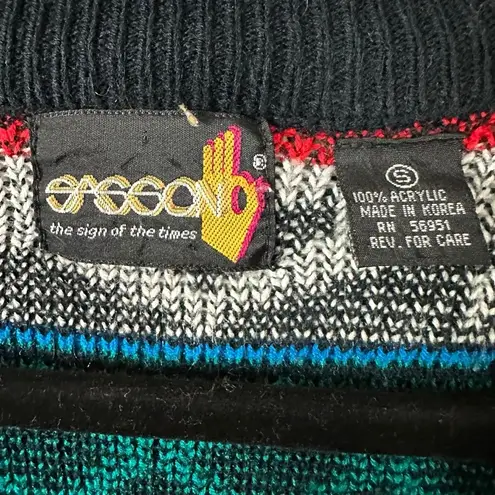 SASSON®
the sign of the times
S
100% ACRYLIC
MADE IN KOREA
RN 56951
REV. FOR CARE